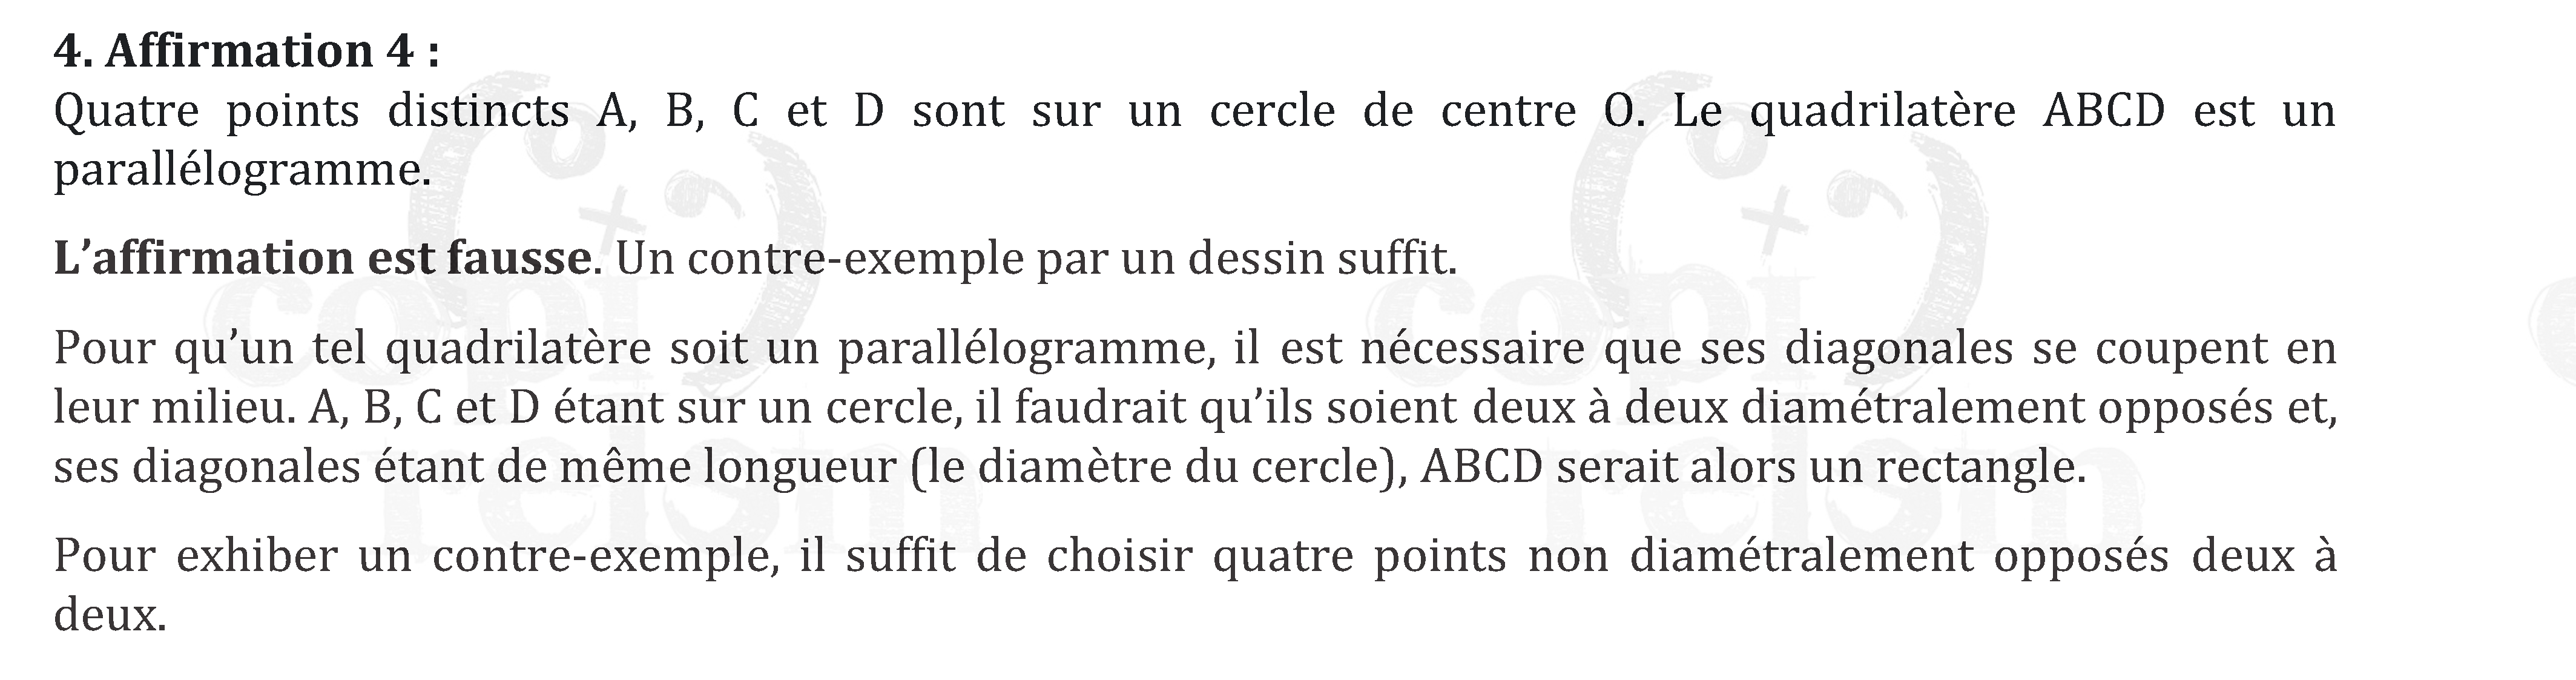 4. Affirmation 4 :
Quatre points distincts A, B, C et D sont sur un cercle de centre O. Le quadrilatère ABCD est un
parallélogramme.
L’affirmation est fausse. Un contre-exemple par un dessin suffit.
Pour qu’un tel quadrilatère soit un parallélogramme, il est nécessaire que ses diagonales se coupent en
leur milieu. A, B, C et D étant sur un cercle, il faudrait qu’ils soient deux à deux diamétralement opposés et,
ses diagonales étant de même longueur (le diamètre du cercle), ABCD serait alors un rectangle.
Pour exhiber un contre-exemple, il suffit de choisir quatre points non diamétralement opposés deux à
deux.
copi copi
relem relem